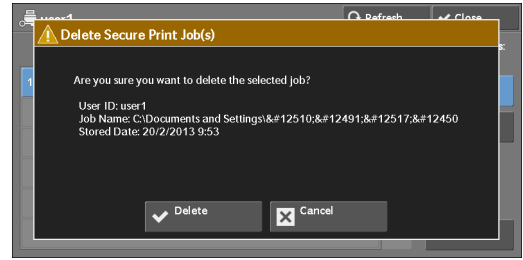 user1
Refresh
Close
Delete Secure Print Job(s)
1
Are you sure you want to delete the selected job?
User ID: user1
Job Name: C:\Documents and Settings\&#12510;&#12491;&#12517;&#12450
Stored Date: 20/2/2013 9:53
Delete
Cancel